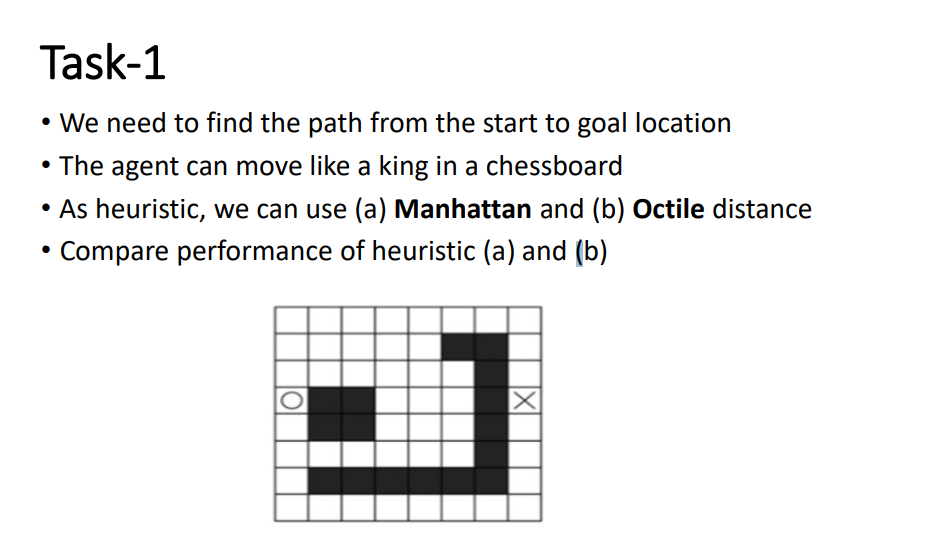 Task-1
• We need to find the path from the start to goal location
• The agent can move like a king in a chessboard
• As heuristic, we can use (a) Manhattan and (b) Octile distance
• Compare performance of heuristic (a) and (b)
O X